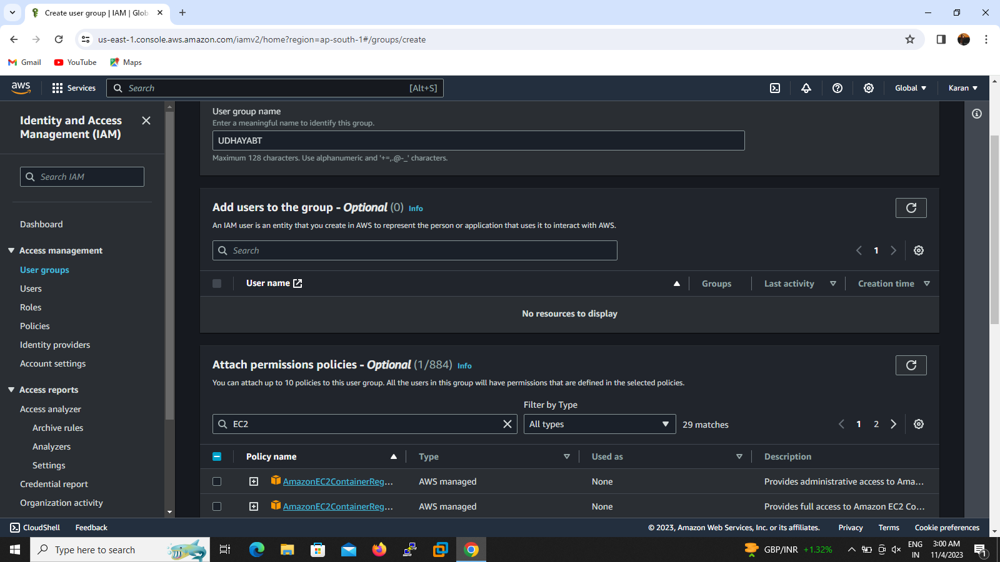 Create user group | IAM | Glob
us-east-1.console.aws.amazon.com/iamv2/home?region=ap-south-1#/groups/create
Gmail
YouTube
Maps
aws
Services
Search
[Alt+S]
Global
Karan
Identity and Access
Management (IAM)
Search IAM
Dashboard
Access management
User groups
Users
Roles
Policies
Identity providers
Account settings
Access reports
Access analyzer
Archive rules
Analyzers
Settings
Credential report
Organization activity
User group name
Enter a meaningful name to identify this group.
UDHAYABT
Maximum 128 characters. Use alphanumeric and '+=,.@-_' characters.
Add users to the group - Optional (0) Info
An IAM user is an entity that you create in AWS to represent the person or application that uses it to interact with AWS.
Search
1
User name
Groups
Last activity
Creation time
No resources to display
Attach permissions policies - Optional (1/884) Info
You can attach up to 10 policies to this user group. All the users in this group will have permissions that are defined in the selected policies.
Filter by Type
EC2
All types
29 matches
1 2
Policy name
Type
Used as
Description
AmazonEC2ContainerReg...
AWS managed
None
Provides administrative access to Ama...
AmazonEC2ContainerReg...
AWS managed
None
Provides full access to Amazon EC2 Co...
CloudShell
Feedback
© 2023, Amazon Web Services, Inc. or its affiliates.
Privacy
Terms
Cookie preferences
Type here to search
GBP/INR +1.32%
ENG
IN
3:00 AM
11/4/2023
1